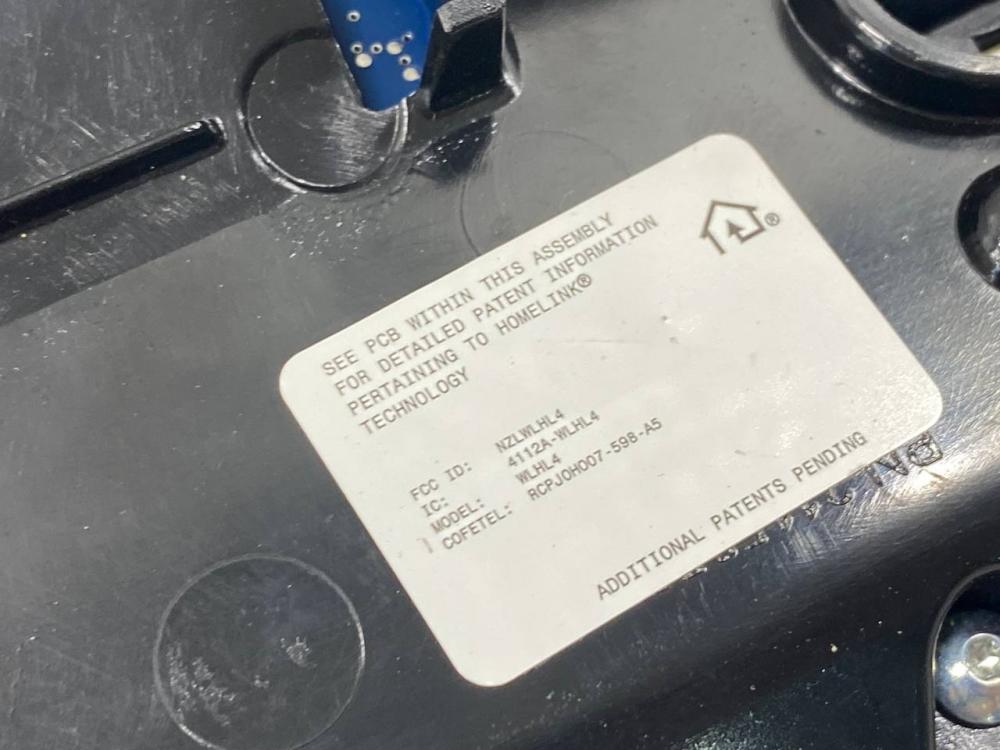 SEE PCB WITHIN THIS ASSEMBLY
FOR DETAILED PATENT INFORMATION
PERTAINING TO HOMELINK®
TECHNOLOGY
®
FCC ID: NZLWLHL4
IC: 4112A-WLHL4
MODEL: WLHL4
COFETEL: RCPJOHO07-598-A5
ADDITIONAL PATENTS PENDING